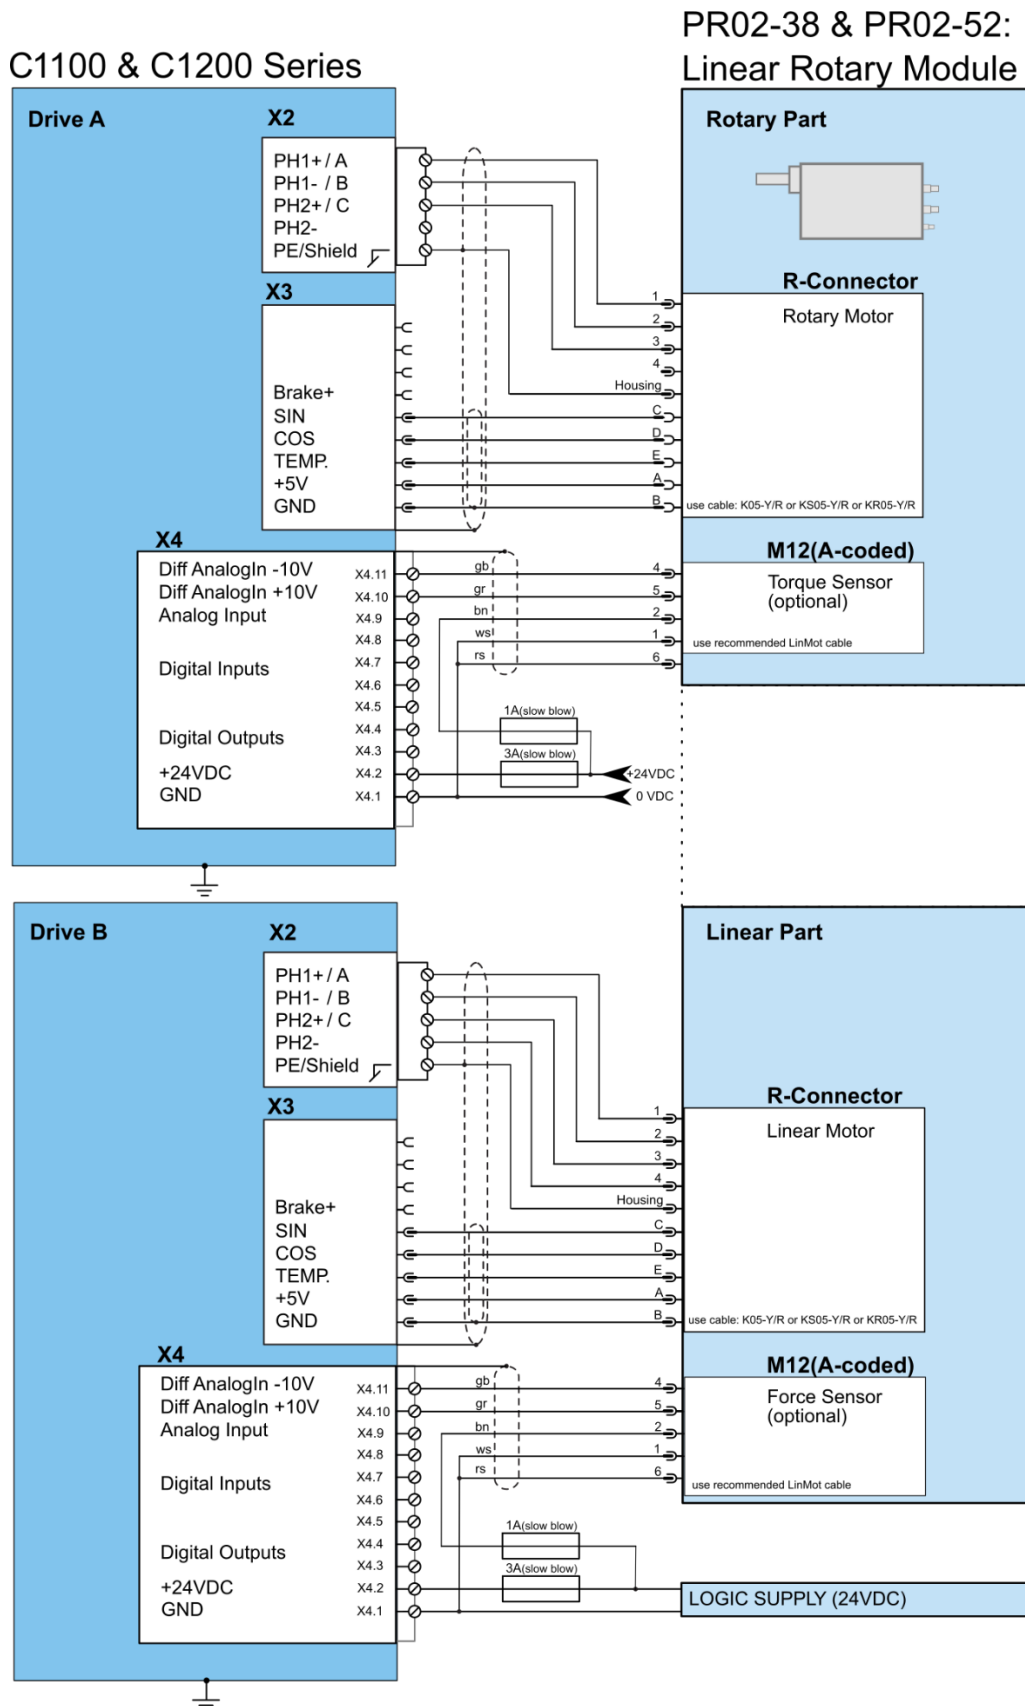 PR02-38 & PR02-52:
C1100 & C1200 Series
Linear Rotary Module
Drive A
X2
Rotary Part
PH1+ / A
PH1- / B
PH2+ / C
PH2-
PE/Shield
R-Connector
X3
1
Rotary Motor
2
3
4
Housing
Brake+
SIN
C
COS
D
TEMP.
E
+5V
A
GND
B
use cable: K05-Y/R or KS05-Y/R or KR05-Y/R
X4
M12(A-coded)
Diff AnalogIn -10V
X4.11
gb
4
Torque Sensor
(optional)
Diff AnalogIn +10V
X4.10
gr
5
Analog Input
X4.9
bn
2
X4.8
ws
1
use recommended LinMot cable
Digital Inputs
X4.7
rs
6
X4.6
X4.5
1A(slow blow)
Digital Outputs
X4.4
X4.3
3A(slow blow)
+24VDC
X4.2
+24VDC
GND
X4.1
0 VDC
Drive B
X2
Linear Part
PH1+ / A
PH1- / B
PH2+ / C
PH2-
PE/Shield
R-Connector
X3
1
Linear Motor
2
3
4
Housing
Brake+
SIN
C
COS
D
TEMP.
E
+5V
A
GND
B
use cable: K05-Y/R or KS05-Y/R or KR05-Y/R
X4
M12(A-coded)
Diff AnalogIn -10V
X4.11
gb
4
Force Sensor
(optional)
Diff AnalogIn +10V
X4.10
gr
5
Analog Input
X4.9
bn
2
X4.8
ws
1
Digital Inputs
X4.7
rs
6
use recommended LinMot cable
X4.6
X4.5
1A(slow blow)
Digital Outputs
X4.4
X4.3
3A(slow blow)
+24VDC
X4.2
LOGIC SUPPLY (24VDC)
GND
X4.1